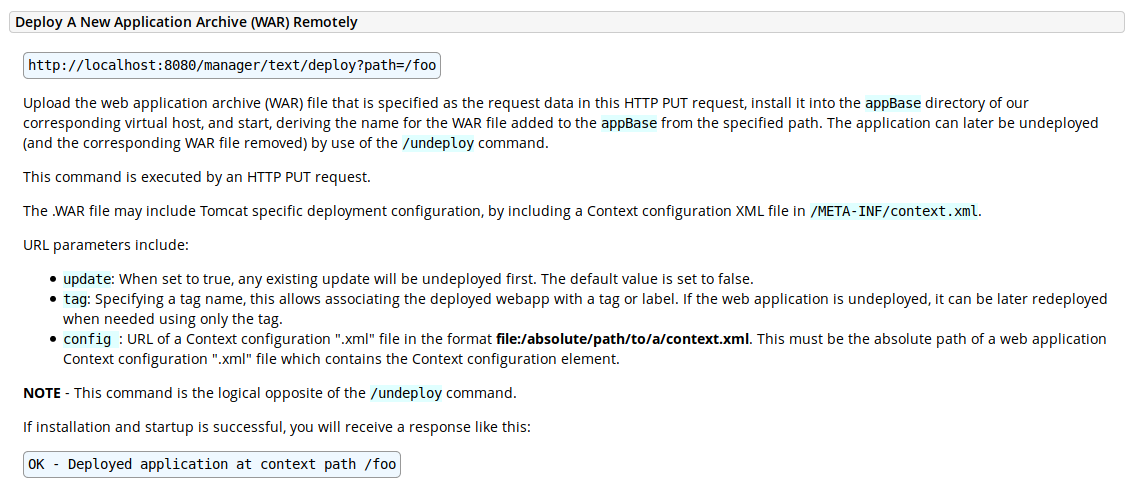 Deploy A New Application Archive (WAR) Remotely
http://localhost:8080/manager/text/deploy?path=/foo
Upload the web application archive (WAR) file that is specified as the request data in this HTTP PUT request, install it into the appBase directory of our
corresponding virtual host, and start, deriving the name for the WAR file added to the appBase from the specified path. The application can later be undeployed
(and the corresponding WAR file removed) by use of the /undeploy command.
This command is executed by an HTTP PUT request.
The .WAR file may include Tomcat specific deployment configuration, by including a Context configuration XML file in /META-INF/context.xml.
URL parameters include:
• update: When set to true, any existing update will be undeployed first. The default value is set to false.
• tag: Specifying a tag name, this allows associating the deployed webapp with a tag or label. If the web application is undeployed, it can be later redeployed
when needed using only the tag.
• config : URL of a Context configuration ".xml" file in the format file:/absolute/path/to/a/context.xml. This must be the absolute path of a web application
Context configuration ".xml" file which contains the Context configuration element.
NOTE - This command is the logical opposite of the /undeploy command.
If installation and startup is successful, you will receive a response like this:
OK - Deployed application at context path /foo